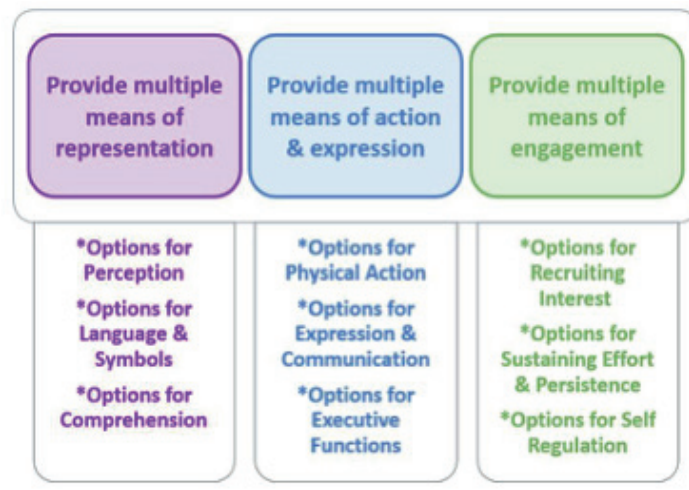 Provide multiple
means of
representation
Provide multiple
means of action
& expression
Provide multiple
means of
engagement
*Options for
Perception
*Options for
Language &
Symbols
*Options for
Comprehension
*Options for
Physical Action
*Options for
Expression &
Communication
*Options for
Executive
Functions
*Options for
Recruiting
Interest
*Options for
Sustaining Effort
& Persistence
*Options for Self
Regulation